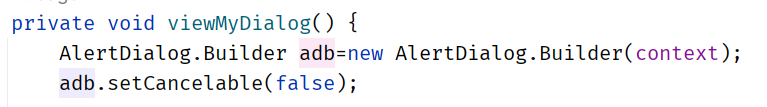 private void viewMyDialog() {
    AlertDialog.Builder adb=new AlertDialog.Builder(context);
    adb.setCancelable(false);